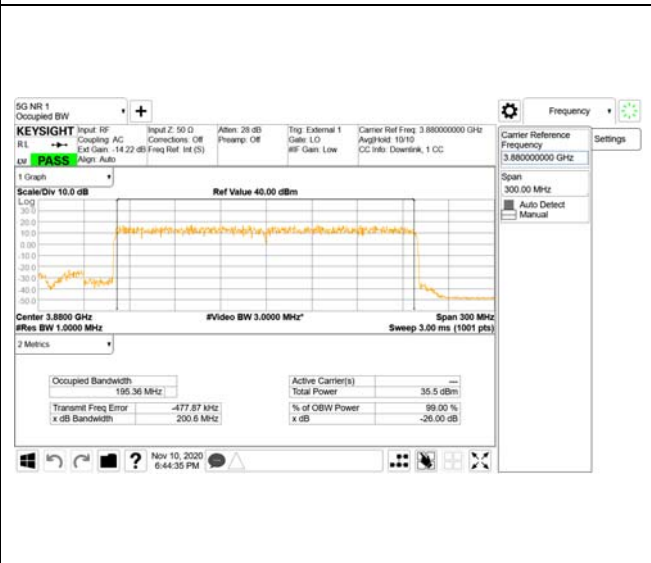 5G NR 1
Occupied BW
Frequency
KEYSIGHT Input: RF Input Z: 50 Ω Atten: 28 dB Trig: External 1 Carrier Ref Freq: 3.880000000 GHz
R L Coupling: AC Corrections: Off Preamp: Off Gate: LO Avg|Hold: 10/10
Ext Gain: -14.22 dB Freq Ref: Int (S) #IF Gain: Low CC Info: Downlink, 1 CC
PASS Align: Auto
Carrier Reference
Frequency
3.880000000 GHz
Settings
Span
300.00 MHz
Auto Detect
Manual
1 Graph
Scale/Div 10.0 dB Ref Value 40.00 dBm
Log
30.0
20.0
10.0
0.00
-10.0
-20.0
-30.0
-40.0
-50.0
Center 3.8800 GHz #Video BW 3.0000 MHz* Span 300 MHz
#Res BW 1.0000 MHz Sweep 3.00 ms (1001 pts)
2 Metrics
Occupied Bandwidth Active Carrier(s) ---
195.36 MHz Total Power 35.5 dBm
Transmit Freq Error -477.87 kHz % of OBW Power 99.00 %
x dB Bandwidth 200.6 MHz x dB -26.00 dB
Nov 10, 2020
6:44:35 PM